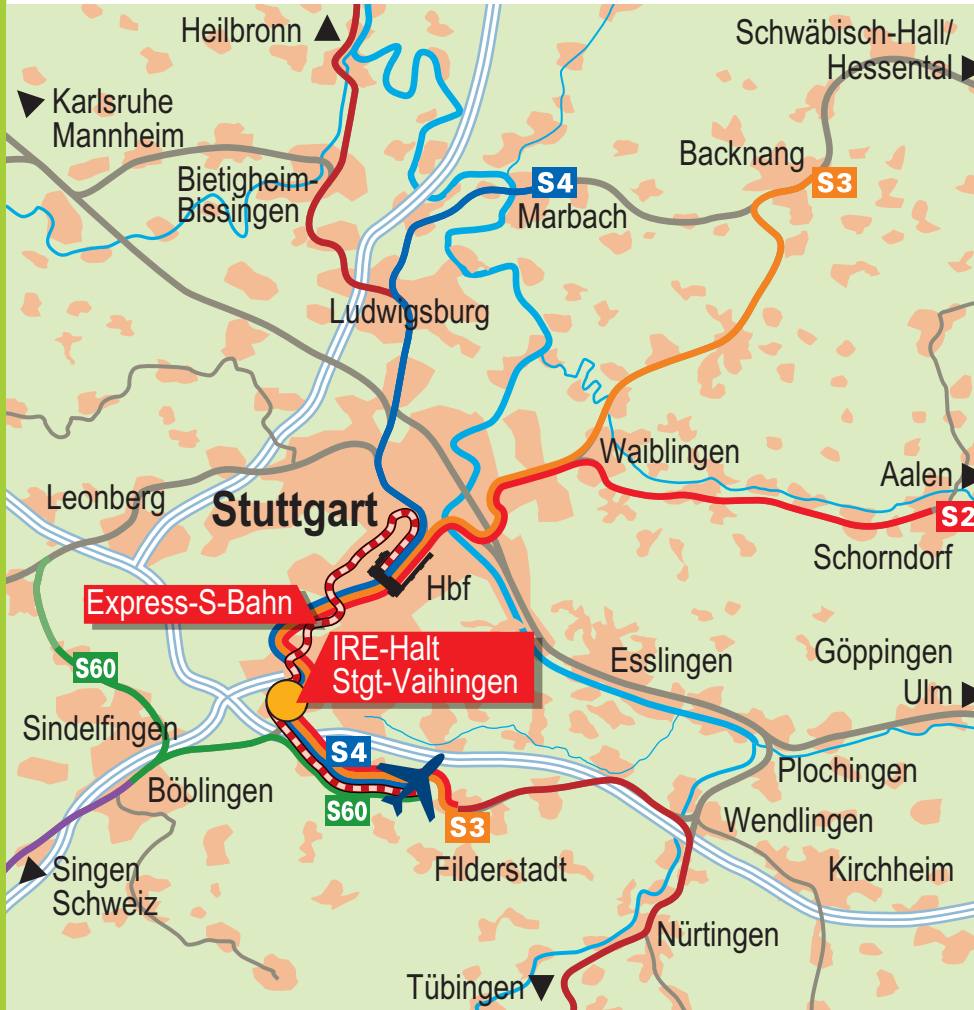 Heilbronn
Schwäbisch-Hall/
Hessental
Karlsruhe
Mannheim
Backnang
S3
Bietigheim-
Bissingen
S4
Marbach
Ludwigsburg
Waiblingen
Leonberg
Aalen
Stuttgart
S2
Schorndorf
Hbf
Express-S-Bahn
IRE-Halt
Stgt-Vaihingen
Esslingen
Göppingen
S60
Ulm
Sindelfingen
S4
Plochingen
Böblingen
S60
S3
Wendlingen
Filderstadt
Kirchheim
Singen
Schweiz
Nürtingen
Tübingen